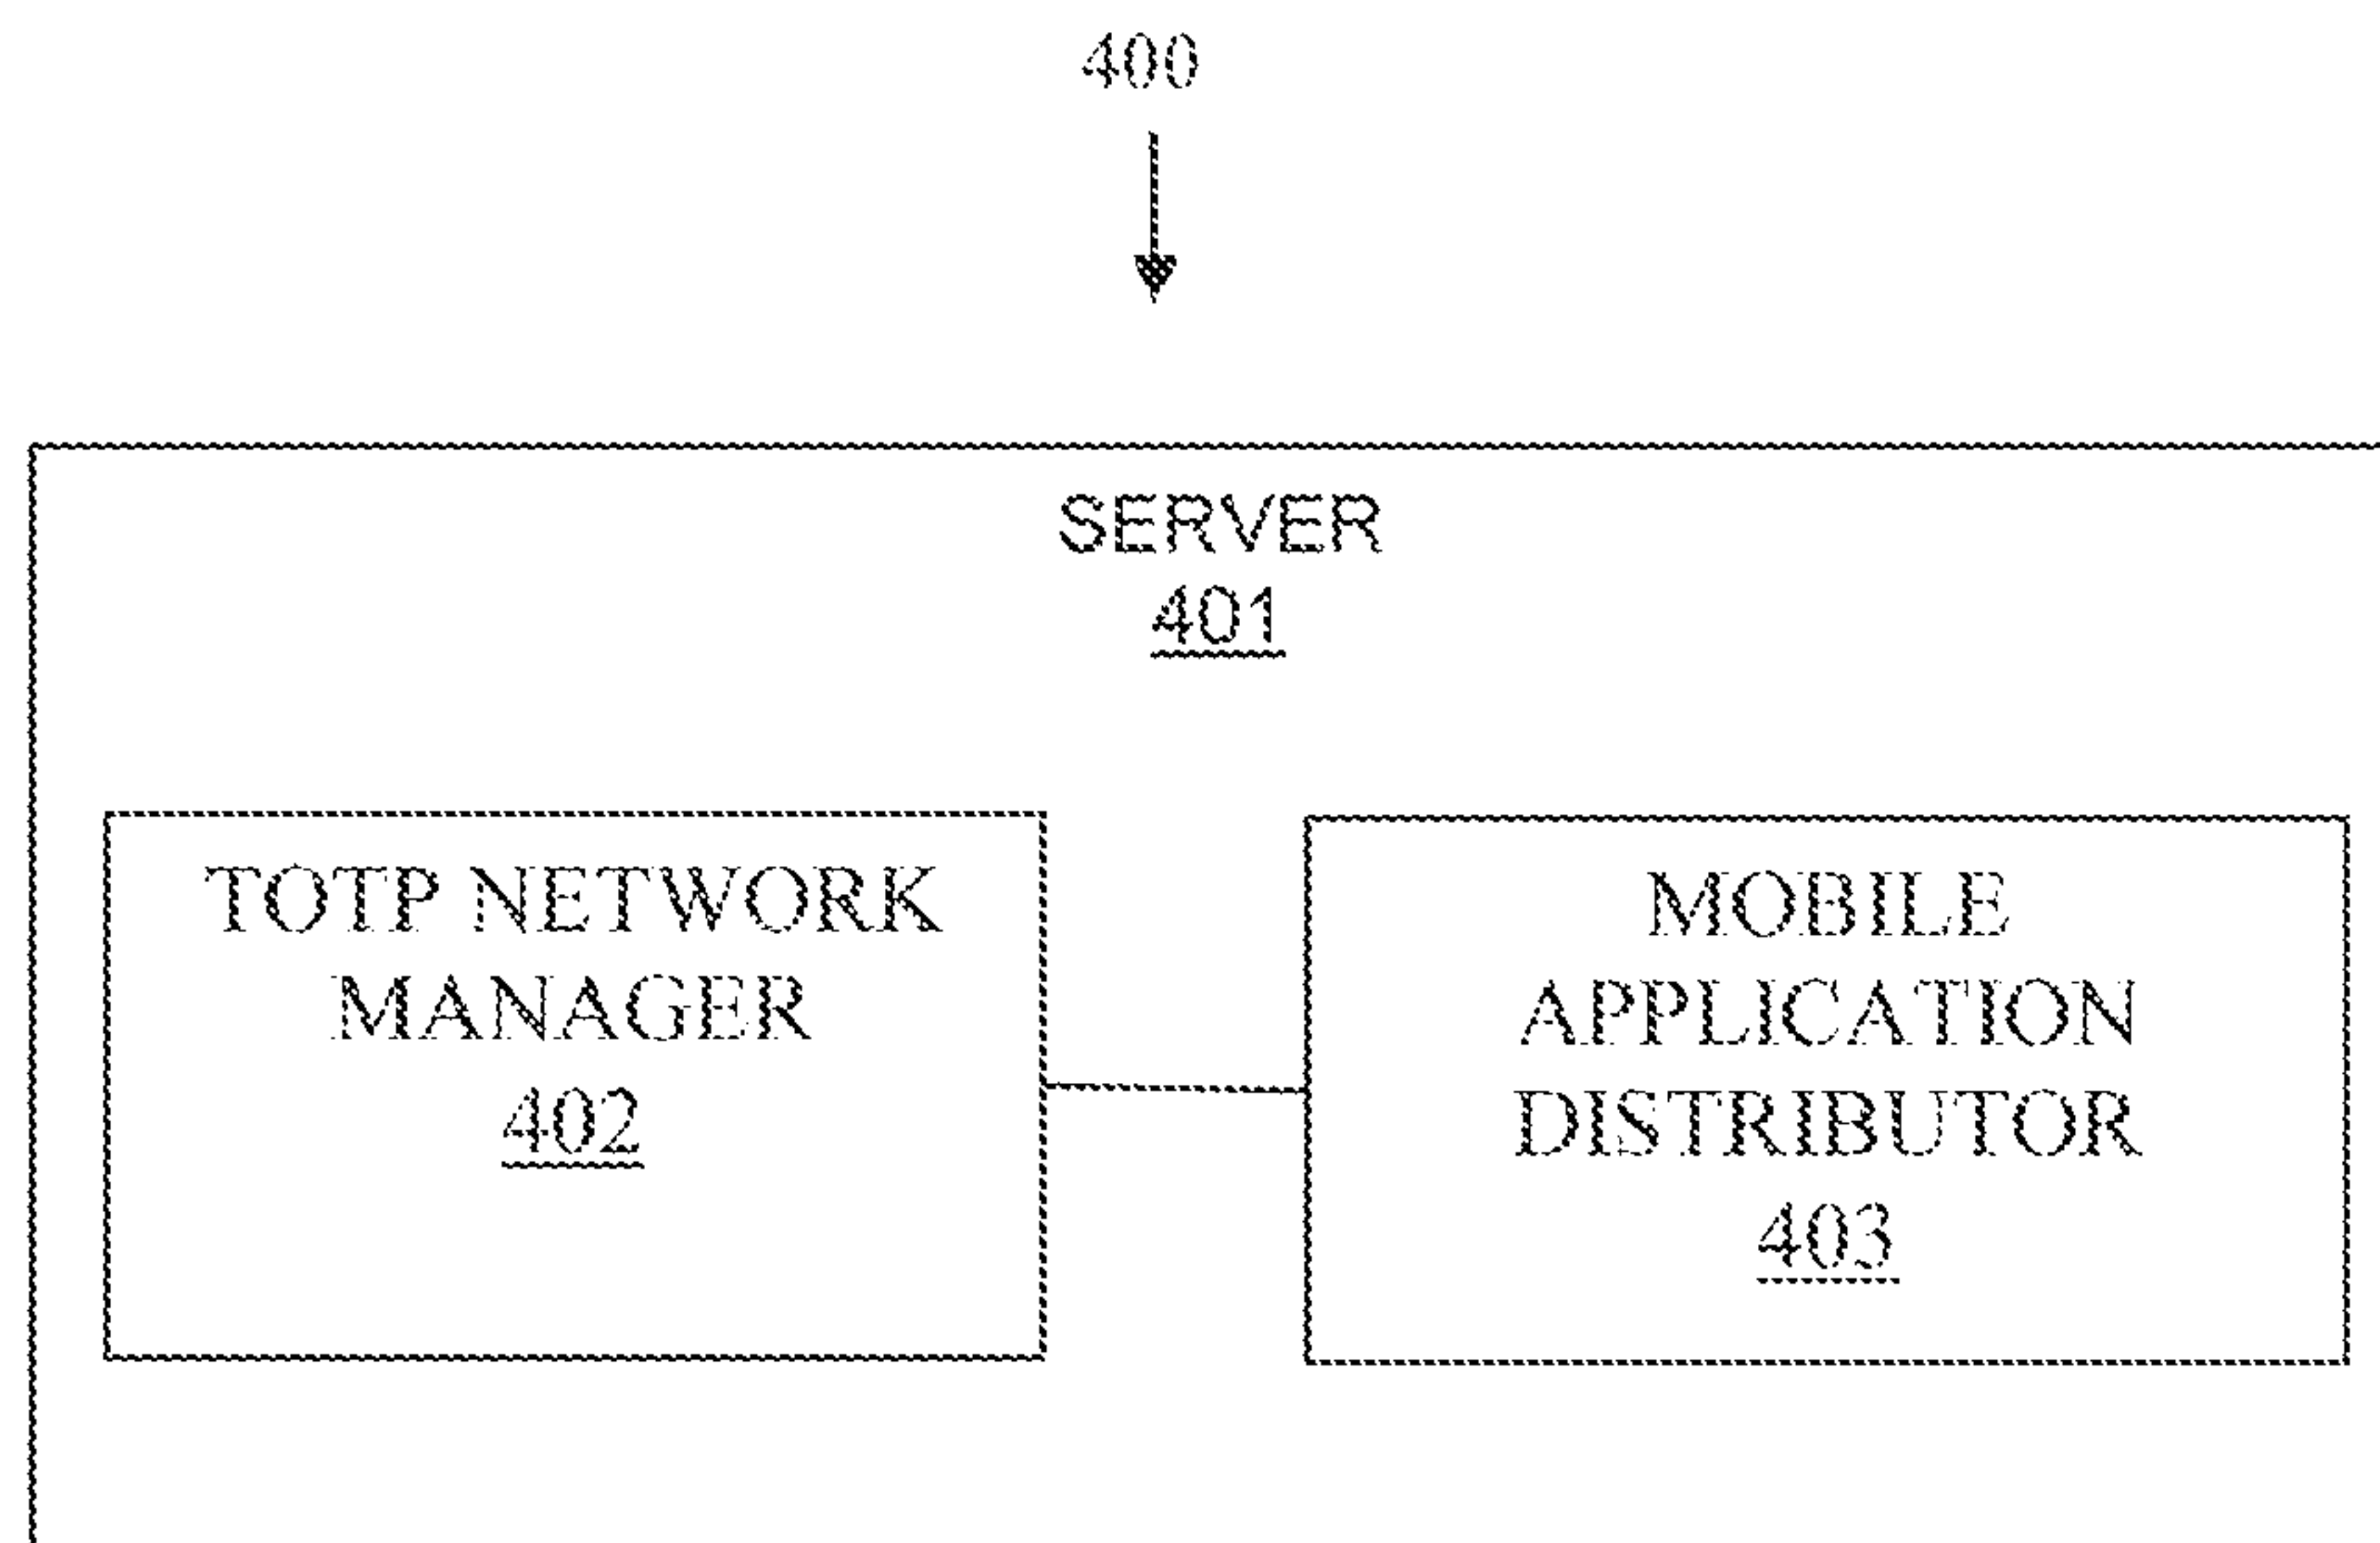 400
SERVER
401
TOTP NETWORK
MANAGER
402
MOBILE
APPLICATION
DISTRIBUTOR
403